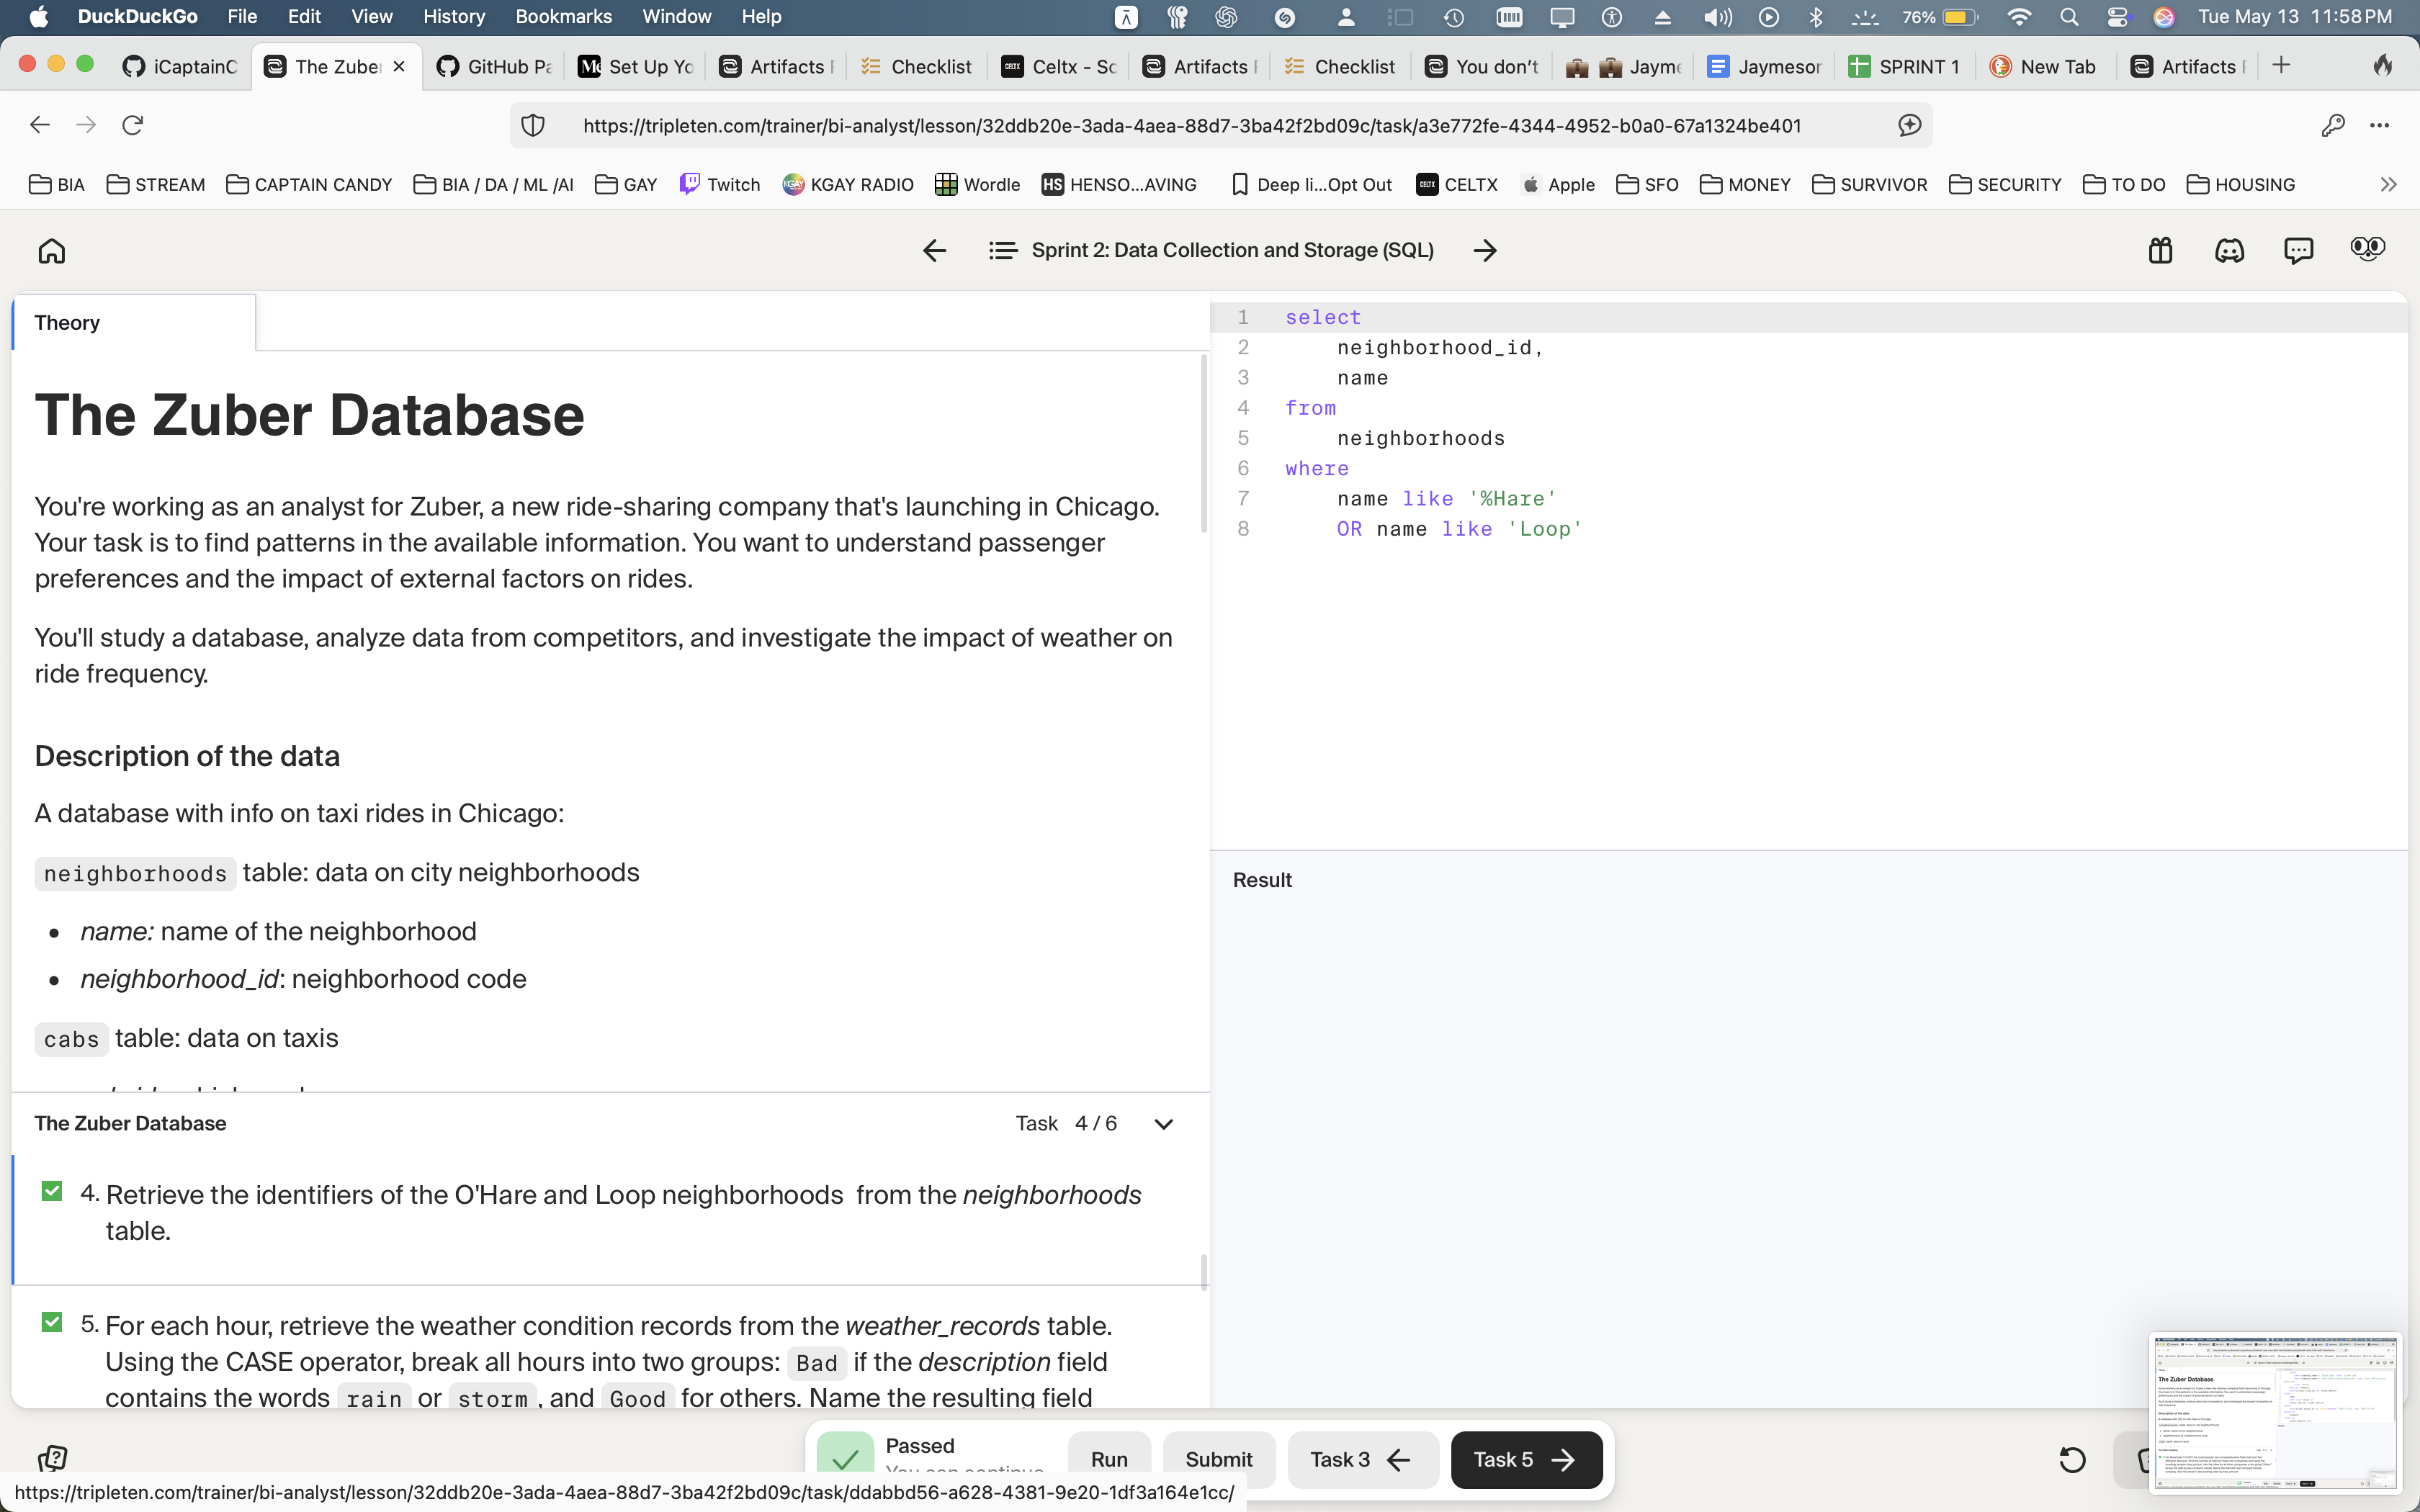 DuckDuckGo File Edit View History Bookmarks Window Help 76% Tue May 13 11:58 PM
iCaptainC The Zuber GitHub Pa Set Up Yo Artifacts Checklist Celtx - Sc Artifacts Checklist You don't Jayme Jaymesor SPRINT 1 New Tab Artifacts
https://tripleten.com/trainer/bi-analyst/lesson/32ddb20e-3ada-4aea-88d7-3ba42f2bd09c/task/a3e772fe-4344-4952-b0a0-67a1324be401
BIA STREAM CAPTAIN CANDY BIA / DA / ML /AI GAY Twitch KGAY RADIO Wordle HS HENSO...AVING Deep li...Opt Out CELTX Apple SFO MONEY SURVIVOR SECURITY TO DO HOUSING
Sprint 2: Data Collection and Storage (SQL)
Theory
The Zuber Database
You're working as an analyst for Zuber, a new ride-sharing company that's launching in Chicago.
Your task is to find patterns in the available information. You want to understand passenger
preferences and the impact of external factors on rides.
You'll study a database, analyze data from competitors, and investigate the impact of weather on
ride frequency.
Description of the data
A database with info on taxi rides in Chicago:
neighborhoods table: data on city neighborhoods
name: name of the neighborhood
neighborhood_id: neighborhood code
cabs table: data on taxis
The Zuber Database Task 4 / 6
4. Retrieve the identifiers of the O'Hare and Loop neighborhoods from the neighborhoods
table.
5. For each hour, retrieve the weather condition records from the weather_records table.
Using the CASE operator, break all hours into two groups: Bad if the description field
contains the words rain or storm, and Good for others. Name the resulting field
1 select
2 neighborhood_id,
3 name
4 from
5 neighborhoods
6 where
7 name like '%Hare'
8 OR name like 'Loop'
Result
Passed
You can continue
Run Submit Task 3 Task 5
https://tripleten.com/trainer/bi-analyst/lesson/32ddb20e-3ada-4aea-88d7-3ba42f2bd09c/task/ddabbd56-a628-4381-9e20-1df3a164e1cc/
The Zuber Database